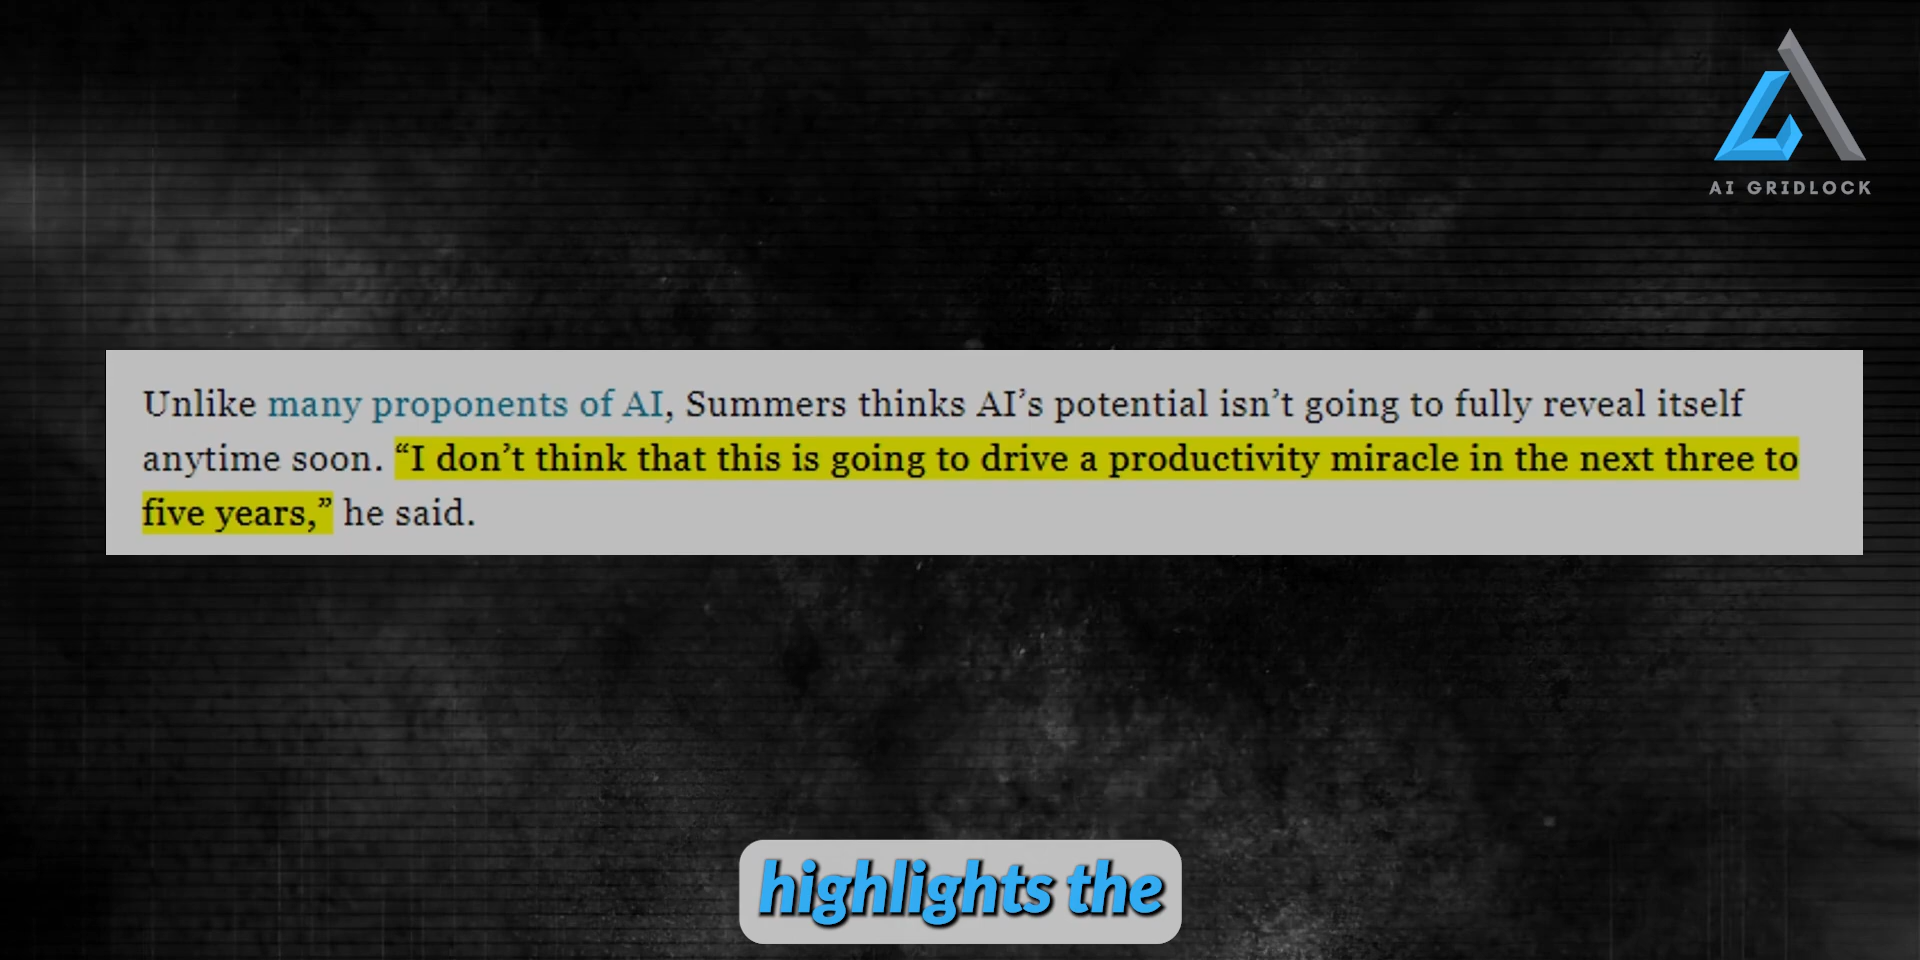 AI GRIDLOCK
Unlike many proponents of AI, Summers thinks AI’s potential isn’t going to fully reveal itself
anytime soon. “I don’t think that this is going to drive a productivity miracle in the next three to
five years,” he said.
highlights the